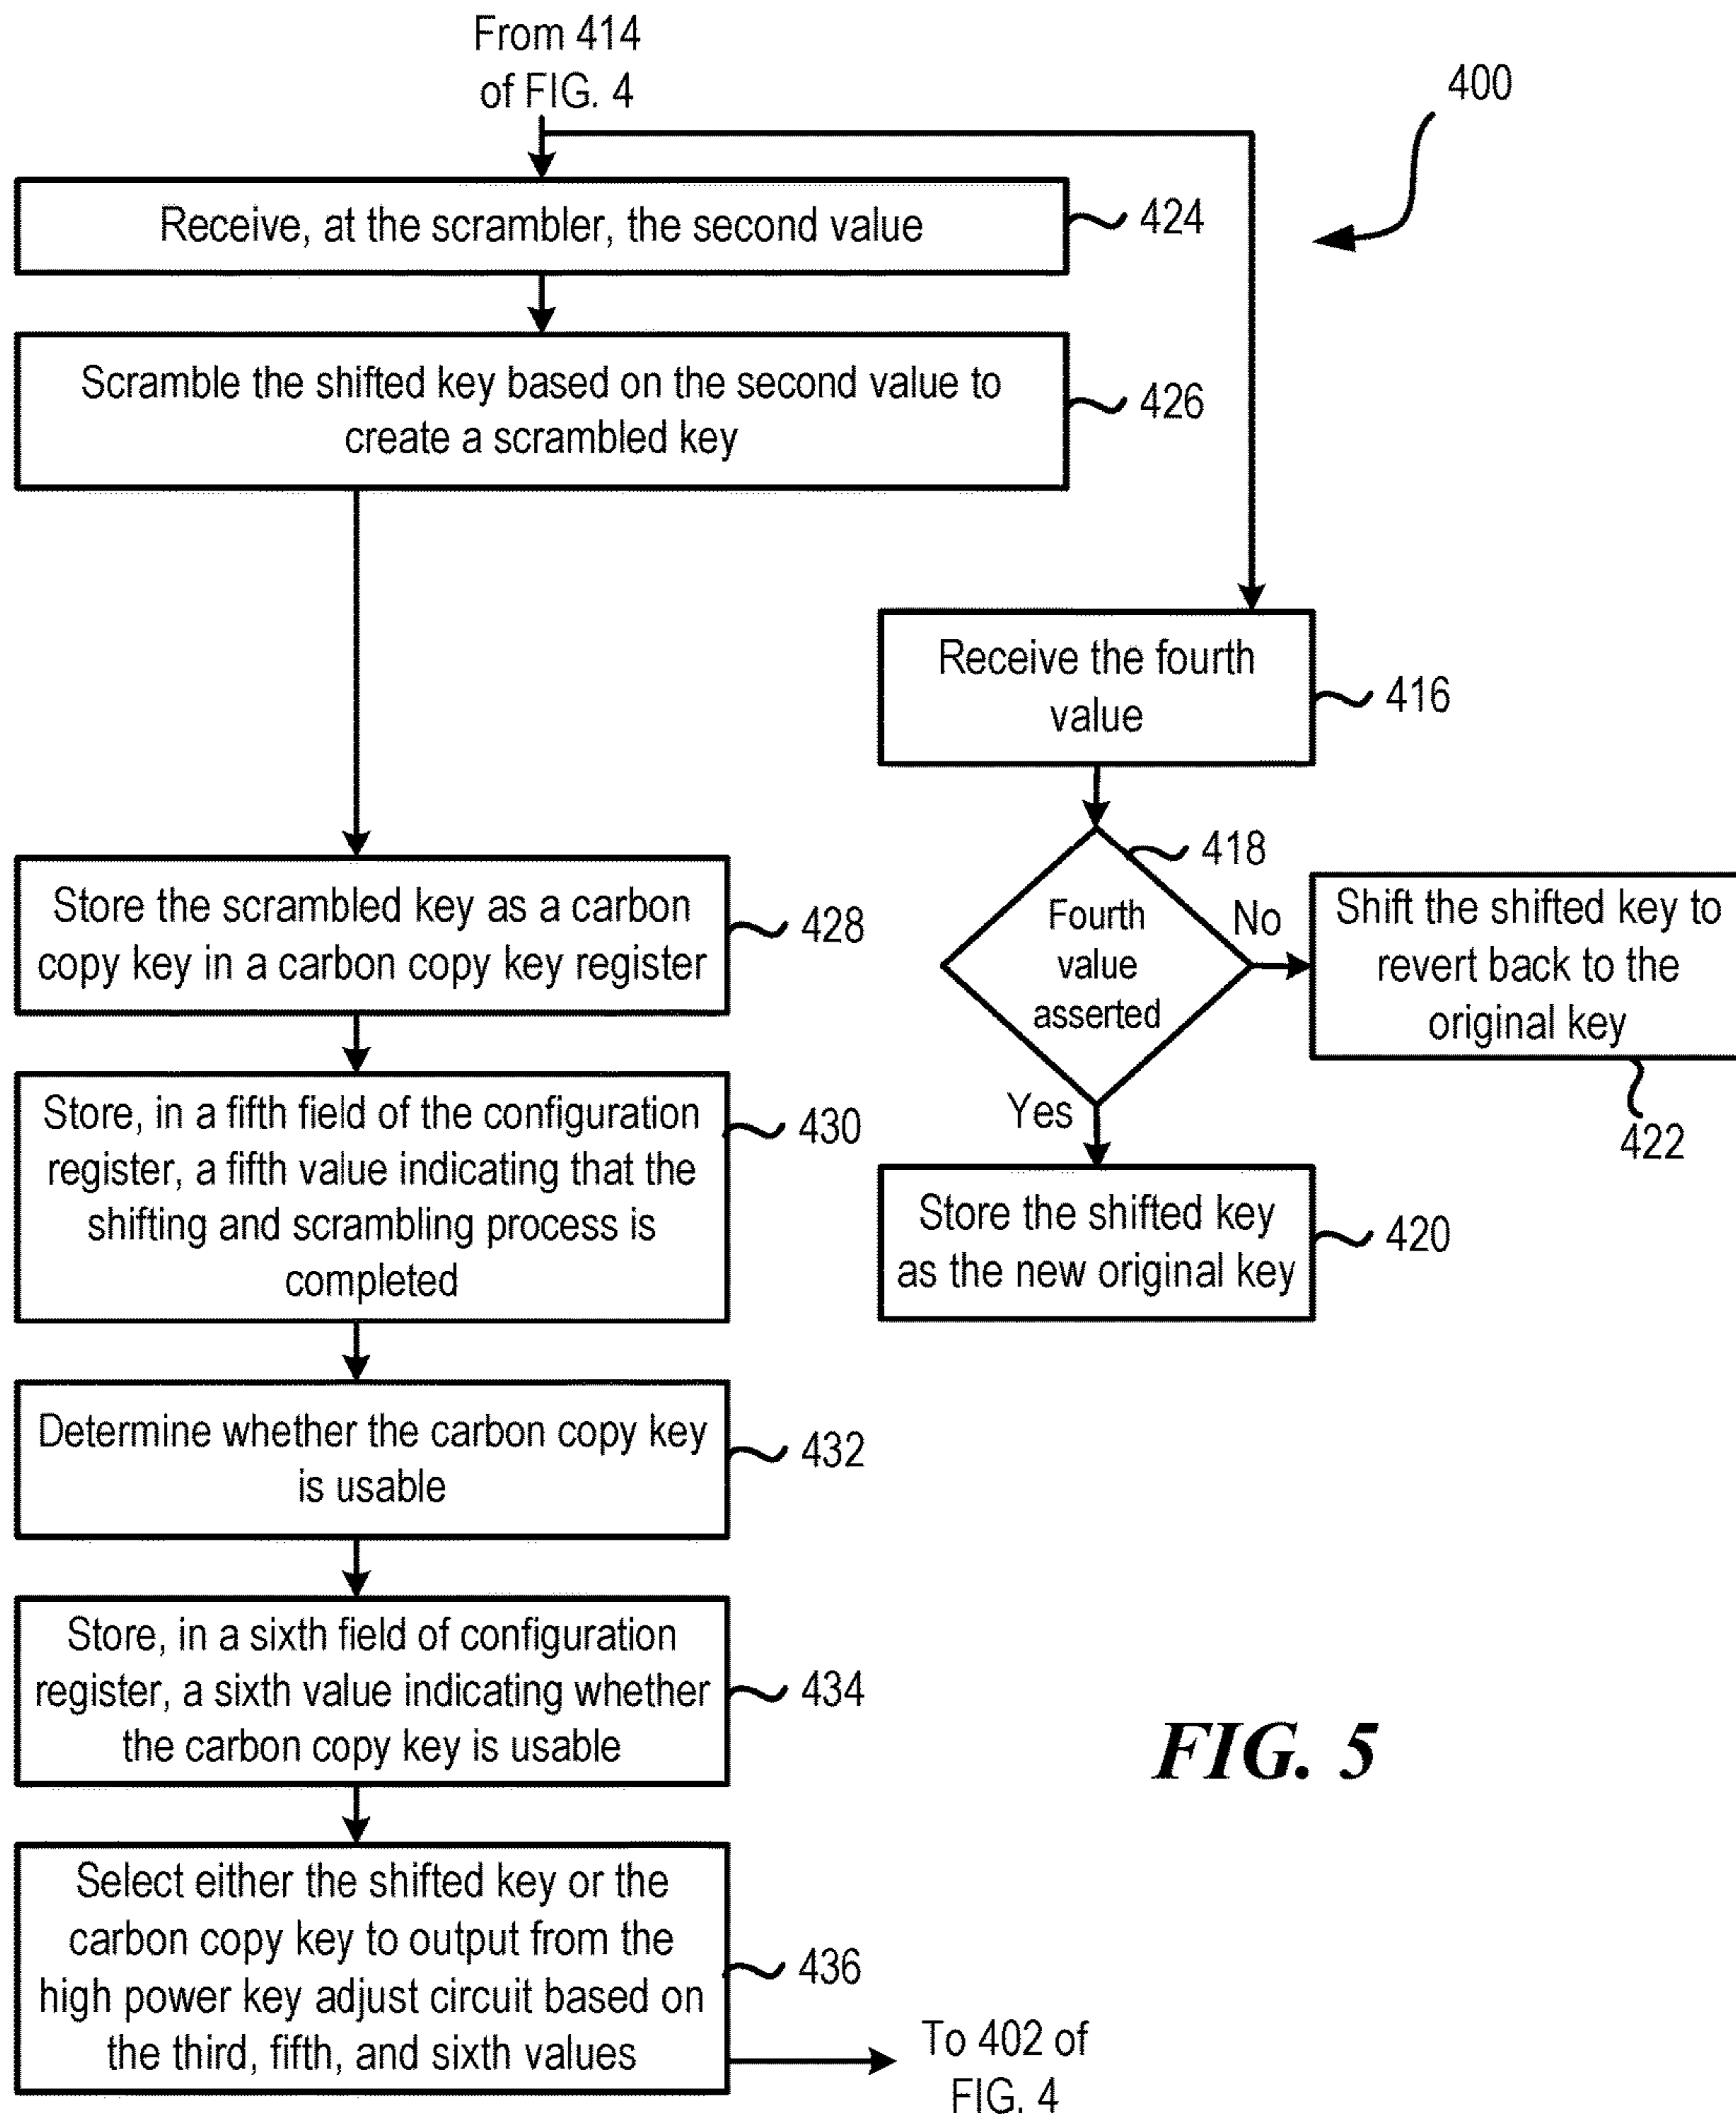 From 414
of FIG. 4
400
Receive, at the scrambler, the second value
424
Scramble the shifted key based on the second value to
create a scrambled key
426
Receive the fourth
value
416
418
Fourth
value
asserted
No
Yes
Shift the shifted key to
revert back to the
original key
422
Store the shifted key
as the new original key
420
Store the scrambled key as a carbon
copy key in a carbon copy key register
428
Store, in a fifth field of the configuration
register, a fifth value indicating that the
shifting and scrambling process is
completed
430
Determine whether the carbon copy key
is usable
432
Store, in a sixth field of configuration
register, a sixth value indicating whether
the carbon copy key is usable
434
Select either the shifted key or the
carbon copy key to output from the
high power key adjust circuit based on
the third, fifth, and sixth values
436
To 402 of
FIG. 4
FIG. 5